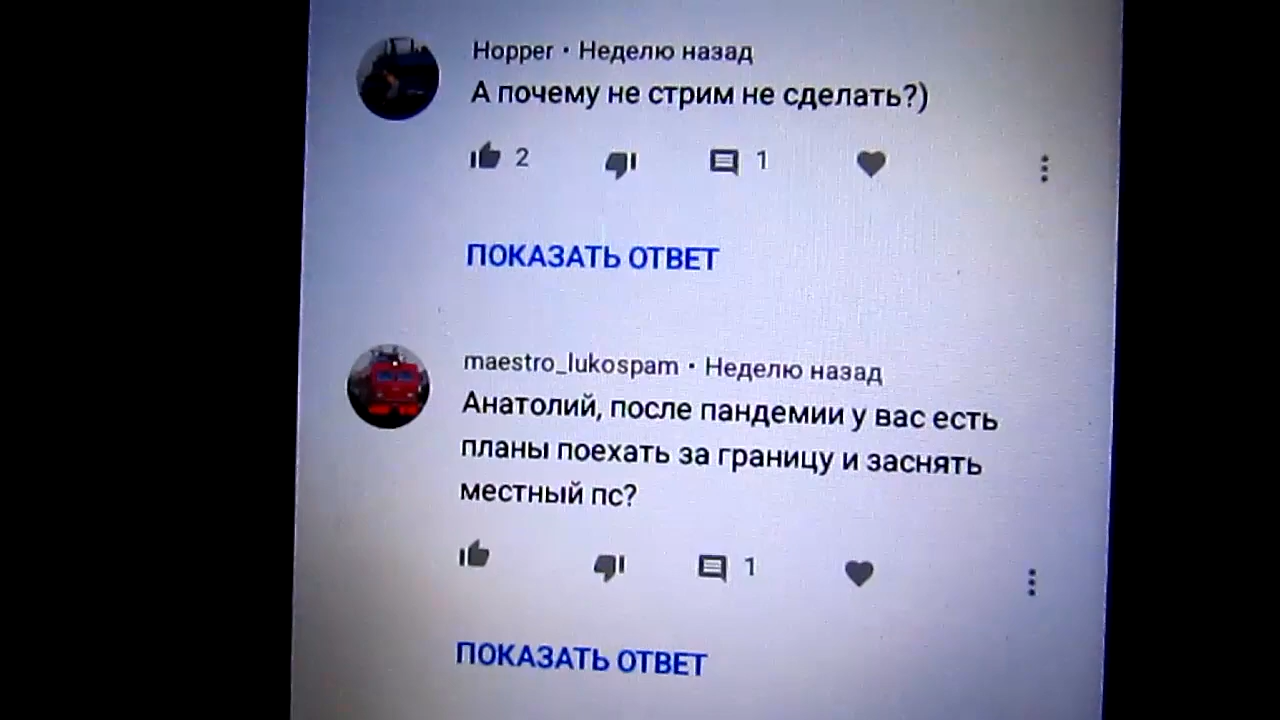 Hopper • Неделю назад
А почему не стрим не сделать?)
2
1
ПОКАЗАТЬ ОТВЕТ
maestro_lukospam • Неделю назад
Анатолий, после пандемии у вас есть
планы поехать за границу и заснять
местный пс?
1
ПОКАЗАТЬ ОТВЕТ